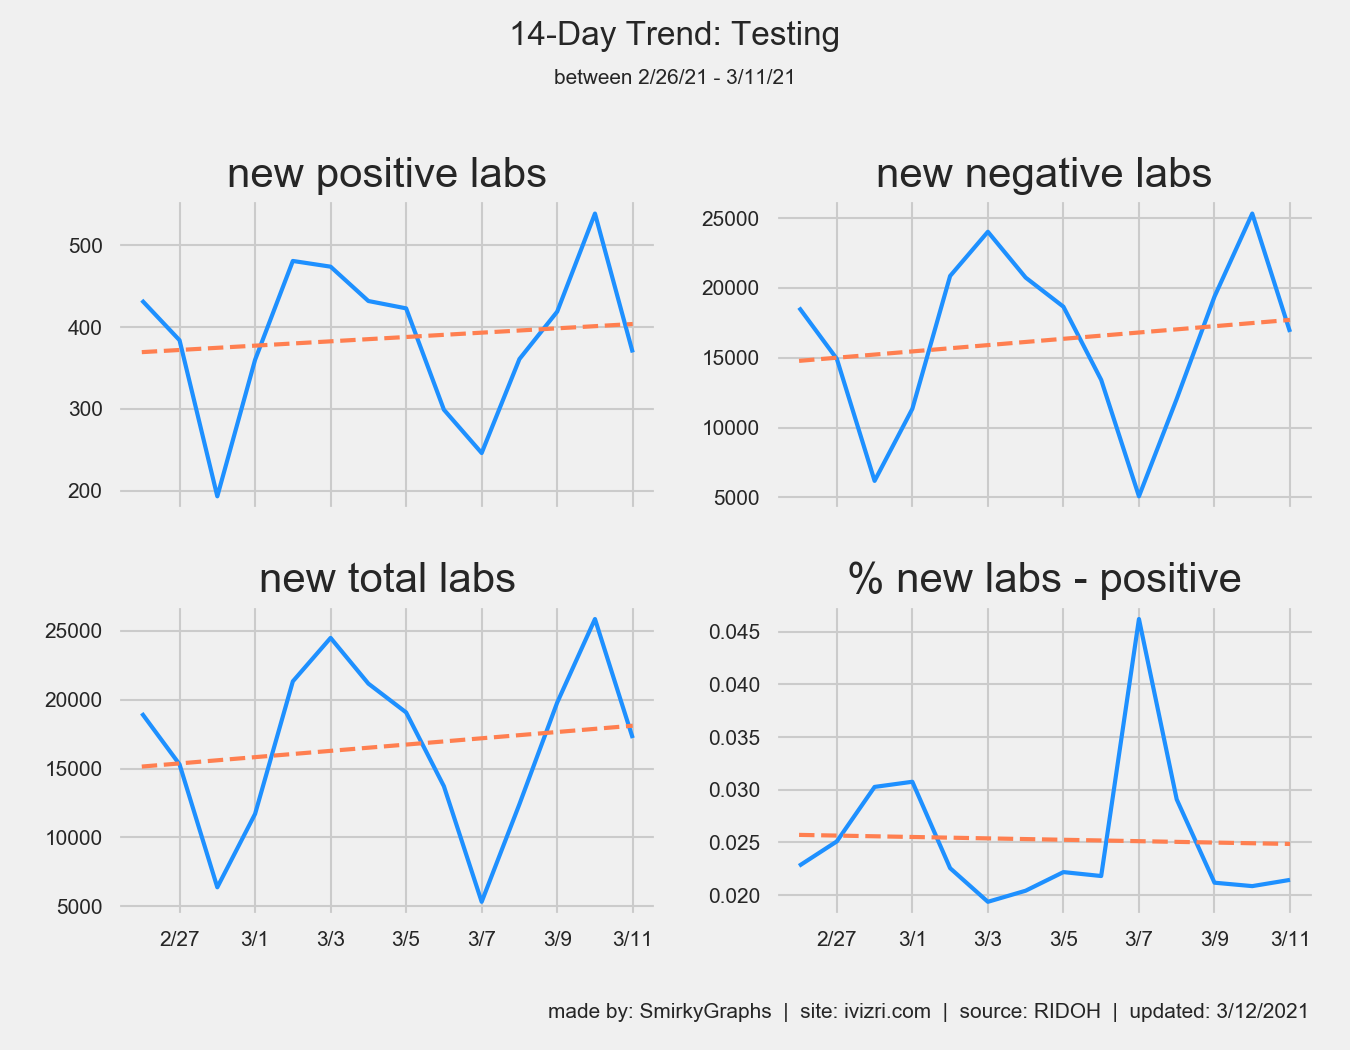 14-Day Trend: Testing
between 2/26/21 - 3/11/21
new positive labs
500
400
300
200
new negative labs
25000
20000
15000
10000
5000
new total labs
25000
20000
15000
10000
5000
2/27 3/1 3/3 3/5 3/7 3/9 3/11
% new labs - positive
0.045
0.040
0.035
0.030
0.025
0.020
2/27 3/1 3/3 3/5 3/7 3/9 3/11
made by: SmirkyGraphs | site: ivizri.com | source: RIDOH | updated: 3/12/2021